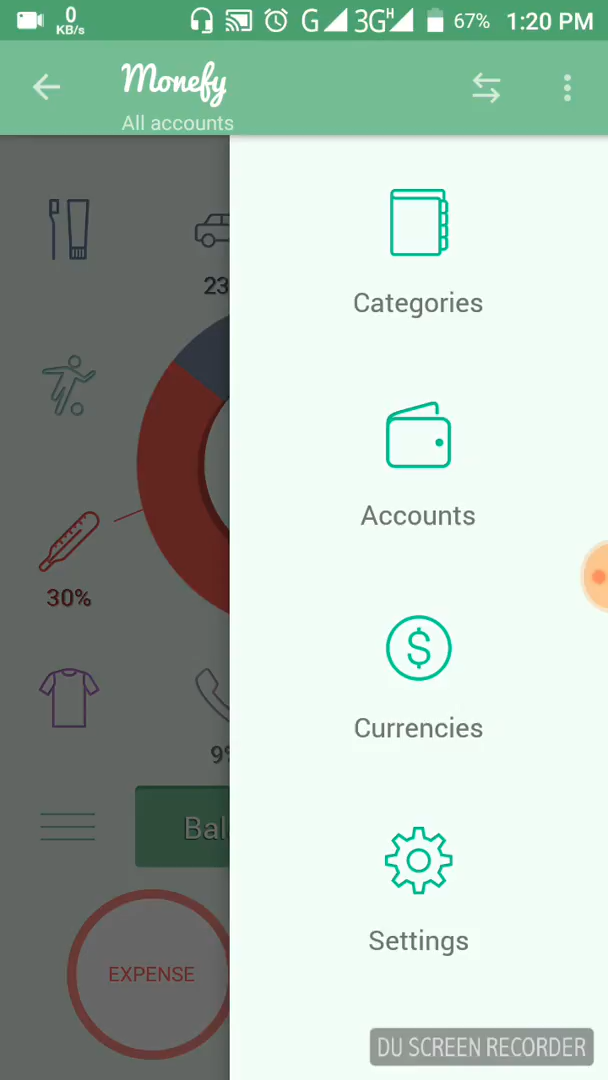 0
KB/s
G
3G
H
67%
1:20 PM
Monefy
All accounts
23
30%
9%
Bal
EXPENSE
Categories
Accounts
Currencies
Settings
DU SCREEN RECORDER